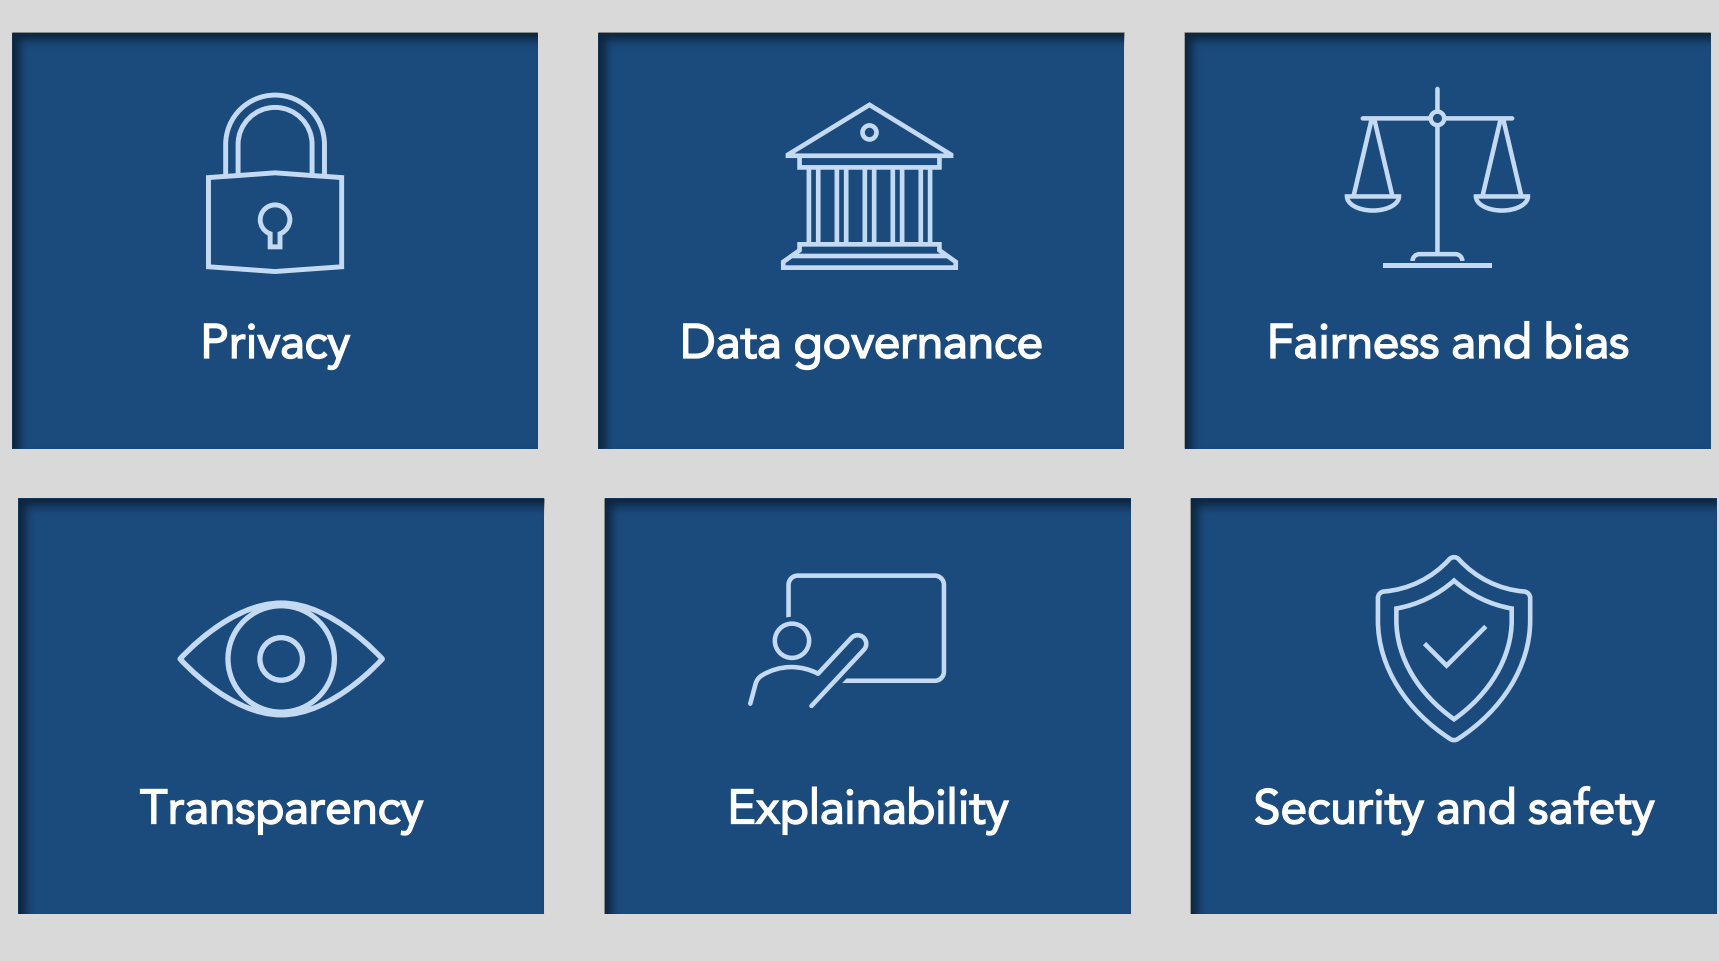 Privacy
Data governance
Fairness and bias
Transparency
Explainability
Security and safety